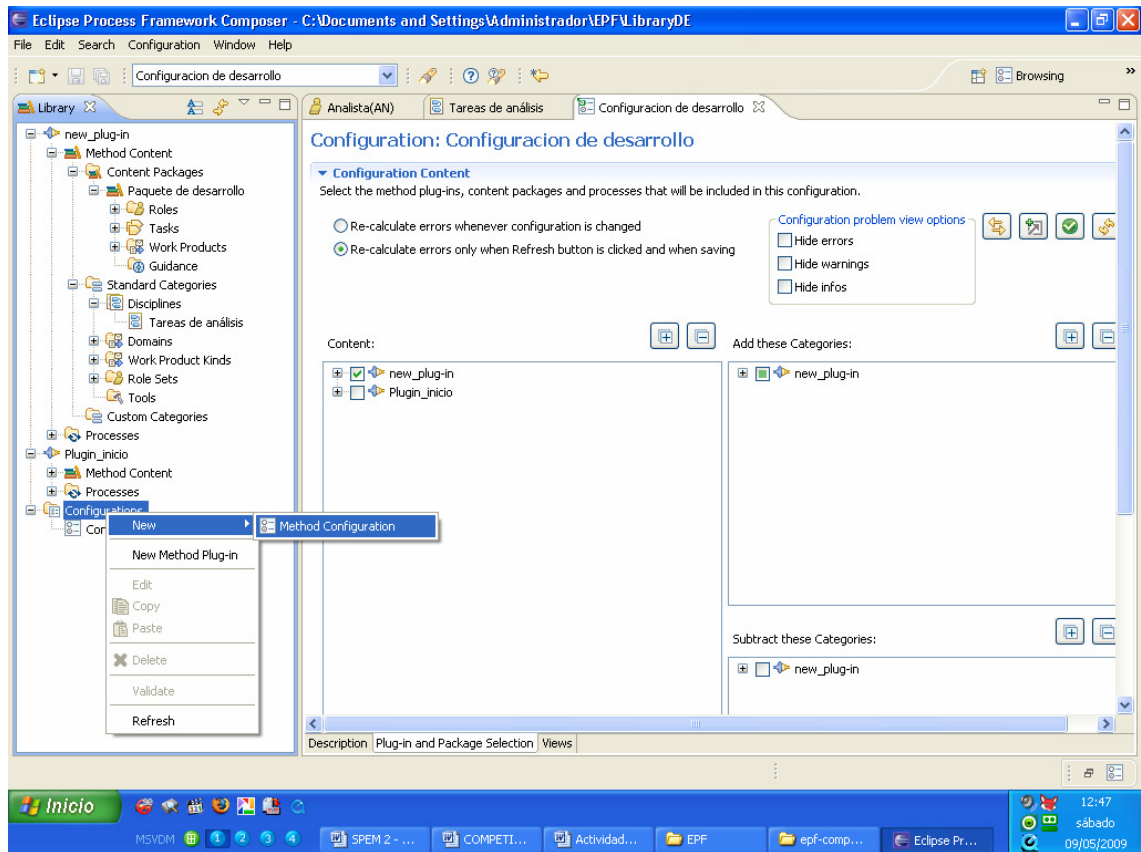 Eclipse Process Framework Composer - C:\Documents and Settings\Administrador\EPF\LibraryDE
File Edit Search Configuration Window Help
Configuracion de desarrollo
Browsing
»
Library
Analista(AN)
Tareas de análisis
Configuracion de desarrollo
new_plug-in
Method Content
Content Packages
Paquete de desarrollo
Roles
Tasks
Work Products
Guidance
Standard Categories
Disciplines
Tareas de análisis
Domains
Work Product Kinds
Role Sets
Tools
Custom Categories
Processes
Plugin_inicio
Method Content
Processes
Configurations
Con
New
Method Configuration
New Method Plug-in
Edit
Copy
Paste
Delete
Validate
Refresh
Configuration: Configuracion de desarrollo
Configuration Content
Select the method plug-ins, content packages and processes that will be included in this configuration.
Re-calculate errors whenever configuration is changed
Re-calculate errors only when Refresh button is clicked and when saving
Configuration problem view options
Hide errors
Hide warnings
Hide infos
Content:
new_plug-in
Plugin_inicio
Add these Categories:
new_plug-in
Subtract these Categories:
new_plug-in
Description Plug-in and Package Selection Views
Inicio
MSVDM 1 2 3 4
SPEM 2 - ...
COMPETI...
Actividad...
EPF
epf-comp...
Eclipse Pr...
12:47
sábado
09/05/2009